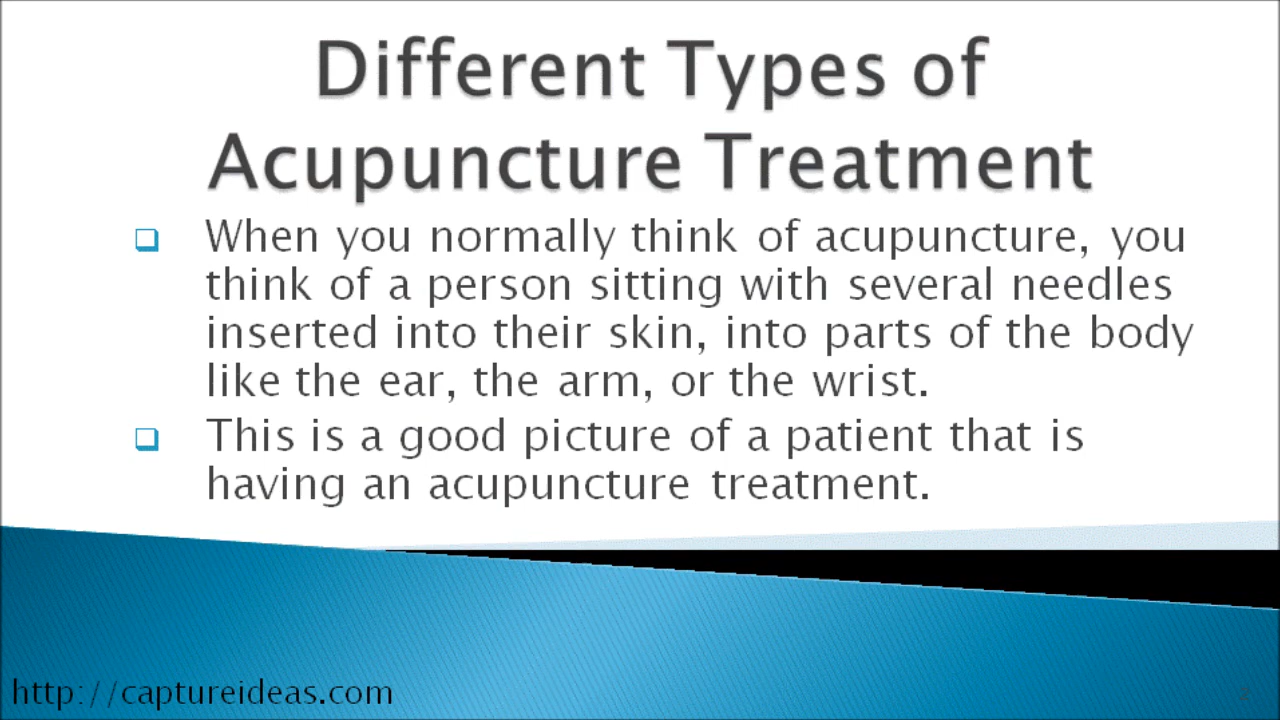 Different Types of
Acupuncture Treatment
When you normally think of acupuncture, you
think of a person sitting with several needles
inserted into their skin, into parts of the body
like the ear, the arm, or the wrist.
This is a good picture of a patient that is
having an acupuncture treatment.
http://captureideas.com
2